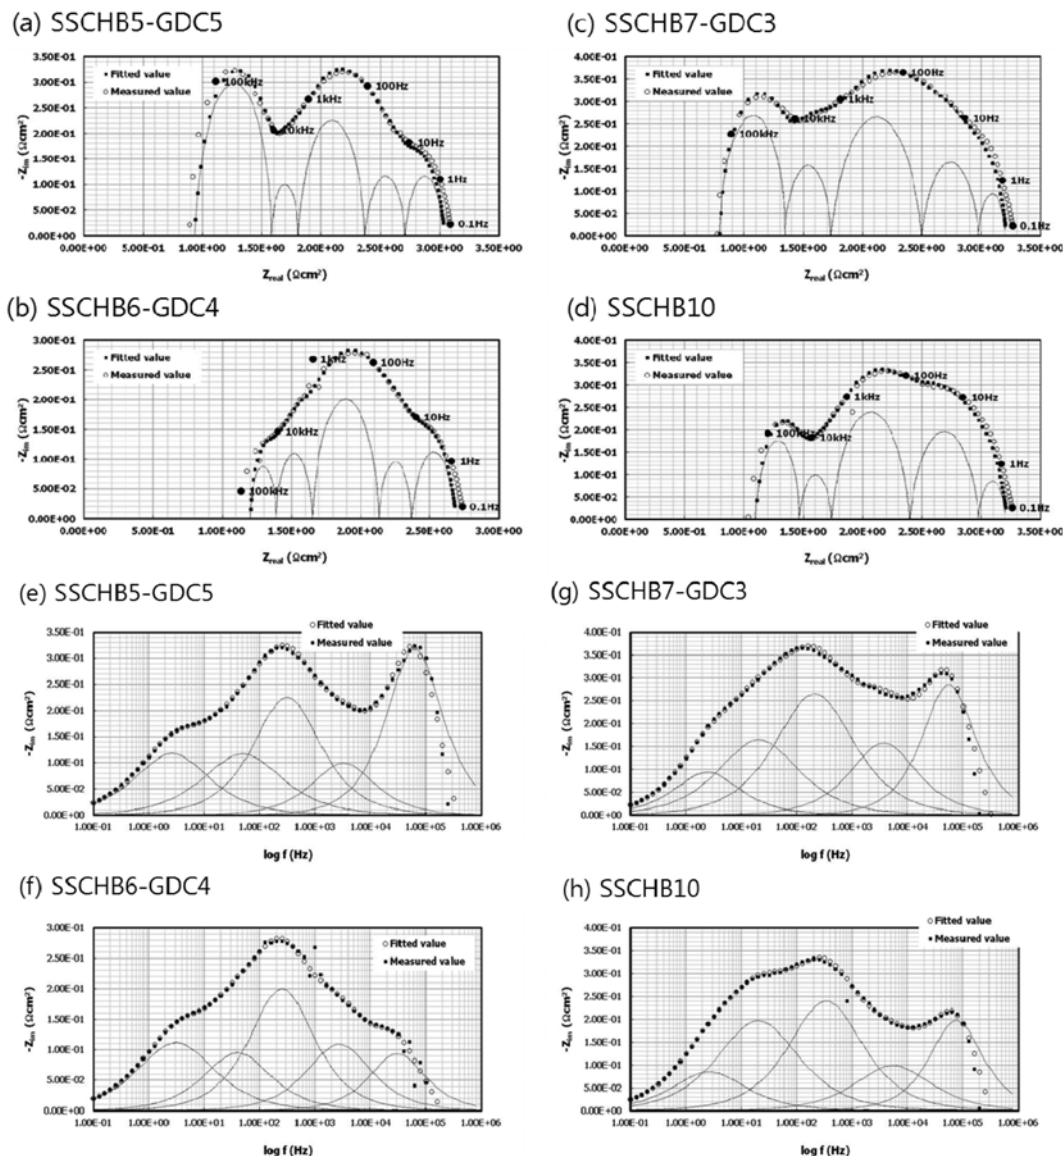 (a) SSCHB5-GDC5
3.50E-01
3.00E-01
2.50E-01
2.00E-01
1.50E-01
1.00E-01
5.00E-02
0.00E+00
-Zim (Ωcm²)
Fitted value
Measured value
100kHz
10kHz
1kHz
100Hz
10Hz
1Hz
0.1Hz
0.00E+00 5.00E-01 1.00E+00 1.50E+00 2.00E+00 2.50E+00 3.00E+00 3.50E+00
Zreal (Ωcm²)
(c) SSCHB7-GDC3
4.00E-01
3.50E-01
3.00E-01
2.50E-01
2.00E-01
1.50E-01
1.00E-01
5.00E-02
0.00E+00
-Zim (Ωcm²)
Fitted value
Measured value
100kHz
10kHz
1kHz
100Hz
10Hz
1Hz
0.1Hz
0.00E+00 5.00E-01 1.00E+00 1.50E+00 2.00E+00 2.50E+00 3.00E+00 3.50E+00
Zreal (Ωcm²)
(b) SSCHB6-GDC4
3.00E-01
2.50E-01
2.00E-01
1.50E-01
1.00E-01
5.00E-02
0.00E+00
-Zim (Ωcm²)
Fitted value
Measured value
100kHz
10kHz
1kHz
100Hz
10Hz
1Hz
0.1Hz
0.00E+00 5.00E-01 1.00E+00 1.50E+00 2.00E+00 2.50E+00 3.00E+00
Zreal (Ωcm²)
(d) SSCHB10
4.00E-01
3.50E-01
3.00E-01
2.50E-01
2.00E-01
1.50E-01
1.00E-01
5.00E-02
0.00E+00
-Zim (Ωcm²)
Fitted value
Measured value
100kHz
10kHz
1kHz
100Hz
10Hz
1Hz
0.1Hz
0.00E+00 5.00E-01 1.00E+00 1.50E+00 2.00E+00 2.50E+00 3.00E+00 3.50E+00
Zreal (Ωcm²)
(e) SSCHB5-GDC5
Fitted value
Measured value
3.50E-01
3.00E-01
2.50E-01
2.00E-01
1.50E-01
1.00E-01
5.00E-02
0.00E+00
-Zim (Ωcm²)
1.00E-01 1.00E+00 1.00E+01 1.00E+02 1.00E+03 1.00E+04 1.00E+05 1.00E+06
log f (Hz)
(g) SSCHB7-GDC3
Fitted value
Measured value
4.00E-01
3.50E-01
3.00E-01
2.50E-01
2.00E-01
1.50E-01
1.00E-01
5.00E-02
0.00E+00
-Zim (Ωcm²)
1.00E-01 1.00E+00 1.00E+01 1.00E+02 1.00E+03 1.00E+04 1.00E+05 1.00E+06
log f (Hz)
(f) SSCHB6-GDC4
Fitted value
Measured value
3.00E-01
2.50E-01
2.00E-01
1.50E-01
1.00E-01
5.00E-02
0.00E+00
-Zim (Ωcm²)
1.00E-01 1.00E+00 1.00E+01 1.00E+02 1.00E+03 1.00E+04 1.00E+05 1.00E+06
log f (Hz)
(h) SSCHB10
Fitted value
Measured value
4.00E-01
3.50E-01
3.00E-01
2.50E-01
2.00E-01
1.50E-01
1.00E-01
5.00E-02
0.00E+00
-Zim (Ωcm²)
1.00E-01 1.00E+00 1.00E+01 1.00E+02 1.00E+03 1.00E+04 1.00E+05 1.00E+06
log f (Hz)